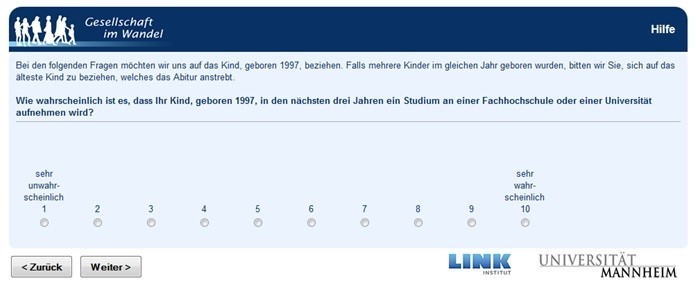 Gesellschaft
im Wandel
Hilfe
Bei den folgenden Fragen möchten wir uns auf das Kind, geboren 1997, beziehen. Falls mehrere Kinder im gleichen Jahr geboren wurden, bitten wir Sie, sich auf das
älteste Kind zu beziehen, welches das Abitur anstrebt.
Wie wahrscheinlich ist es, dass Ihr Kind, geboren 1997, in den nächsten drei Jahren ein Studium an einer Fachhochschule oder einer Universität
aufnehmen wird?
sehr sehr
unwahr- wahr-
scheinlich scheinlich
1 2 3 4 5 6 7 8 9 10
< Zurück Weiter >
LINK
INSTITUT
UNIVERSITÄT
MANNHEIM